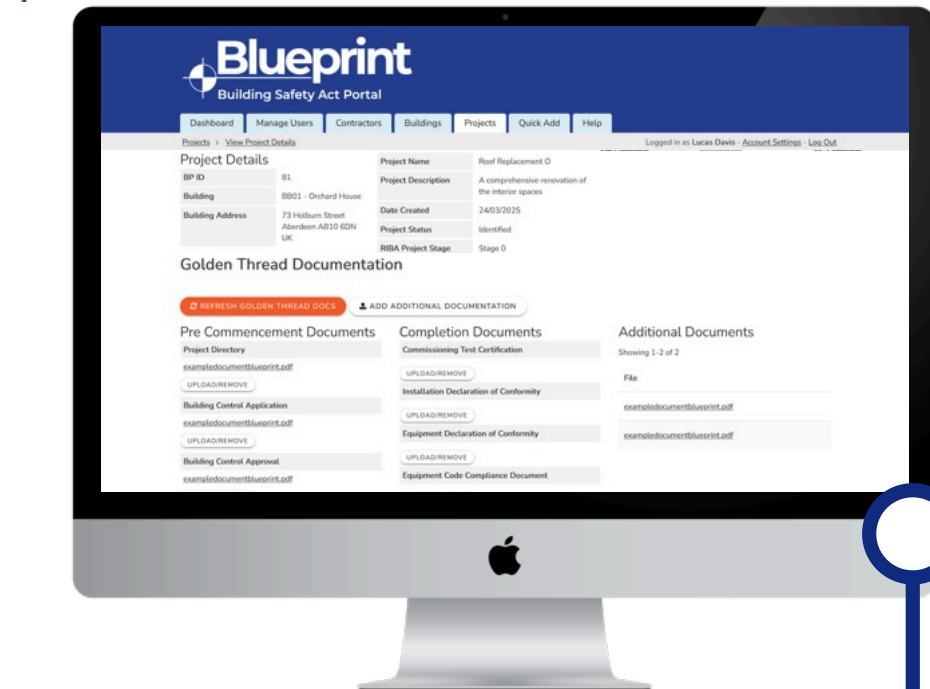 Blueprint
Building Safety Act Portal
Dashboard Manage Users Contractors Buildings Projects Quick Add Help
Projects > View Project Details
Logged in as Lucas Davis - Account Settings - Log Out
Project Details
BP ID 81
Building BB01 - Orchard House
Building Address 73 Holburn Street
Aberdeen AB10 6DN
UK
Project Name Roof Replacement O
Project Description A comprehensive renovation of
the interior spaces
Date Created 24/03/2025
Project Status Identified
RIBA Project Stage Stage 0
Golden Thread Documentation
REFRESH GOLDEN THREAD DOCS ADD ADDITIONAL DOCUMENTATION
Pre Commencement Documents
Project Directory
exampledocumentblueprint.pdf
UPLOAD/REMOVE
Building Control Application
exampledocumentblueprint.pdf
UPLOAD/REMOVE
Building Control Approval
exampledocumentblueprint.pdf
Completion Documents
Commissioning Test Certification
UPLOAD/REMOVE
Installation Declaration of Conformity
UPLOAD/REMOVE
Equipment Declaration of Conformity
UPLOAD/REMOVE
Equipment Code Compliance Document
Additional Documents
Showing 1-2 of 2
File
exampledocumentblueprint.pdf
exampledocumentblueprint.pdf